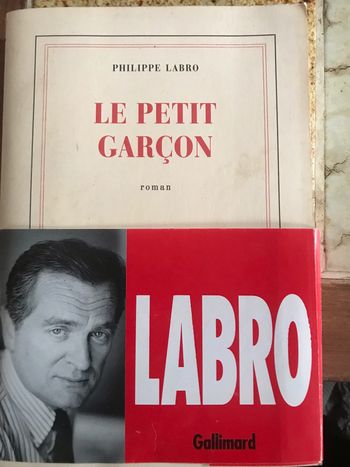 PHILIPPE LABRO
LE PETIT
GARÇON
roman
LABRO
Gallimard